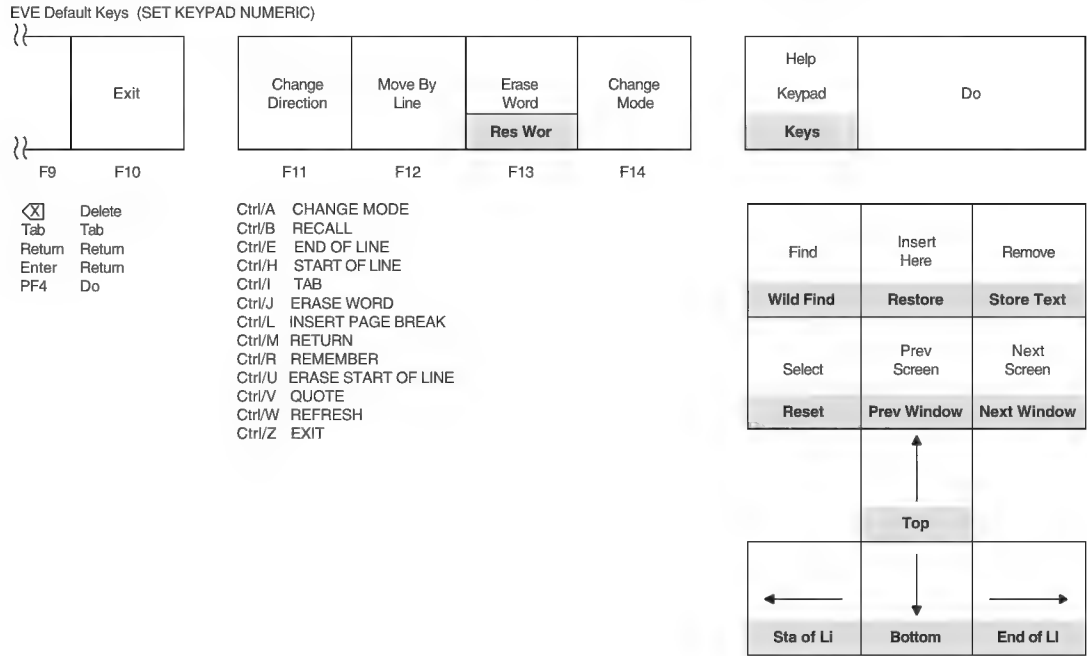 EVE Default Keys (SET KEYPAD NUMERIC)
Exit
Change
Direction
Move By
Line
Erase
Word
Res Wor
Change
Mode
Help
Keypad
Keys
Do
F9 F10 F11 F12 F13 F14
X Delete
Tab Tab
Return Return
Enter Return
PF4 Do
Ctrl/A CHANGE MODE
Ctrl/B RECALL
Ctrl/E END OF LINE
Ctrl/H START OF LINE
Ctrl/I TAB
Ctrl/J ERASE WORD
Ctrl/L INSERT PAGE BREAK
Ctrl/M RETURN
Ctrl/R REMEMBER
Ctrl/U ERASE START OF LINE
Ctrl/V QUOTE
Ctrl/W REFRESH
Ctrl/Z EXIT
Find
Insert
Here
Remove
Wild Find Restore Store Text
Select
Prev
Screen
Next
Screen
Reset Prev Window Next Window
Top
Sta of Li Bottom End of LI